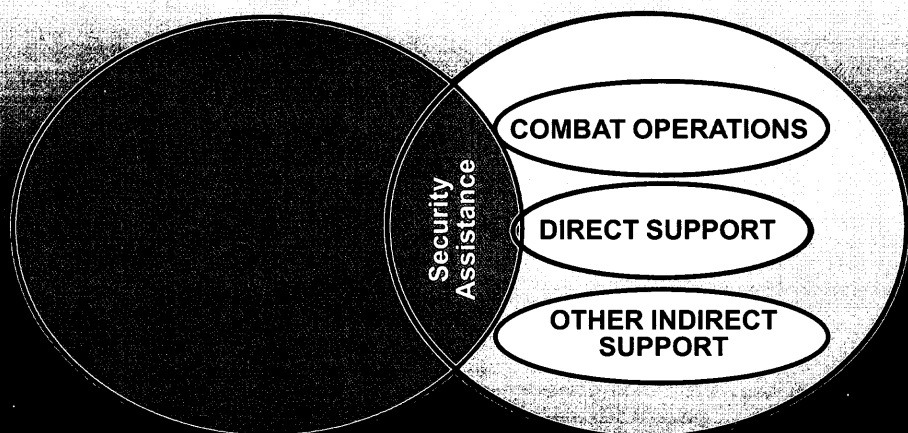 Security
Assistance
COMBAT OPERATIONS
DIRECT SUPPORT
OTHER INDIRECT
SUPPORT